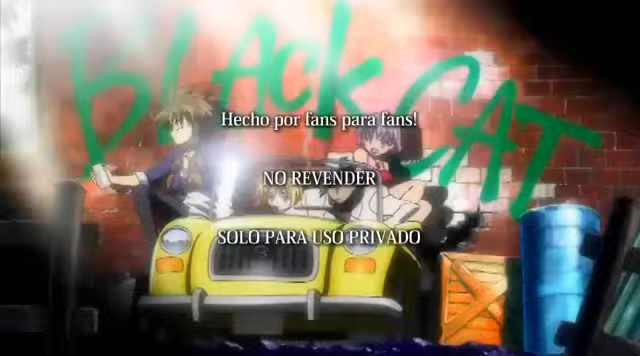 BLACK CAT
Hecho por fans para fans!
NO REVENDER
SOLO PARA USO PRIVADO